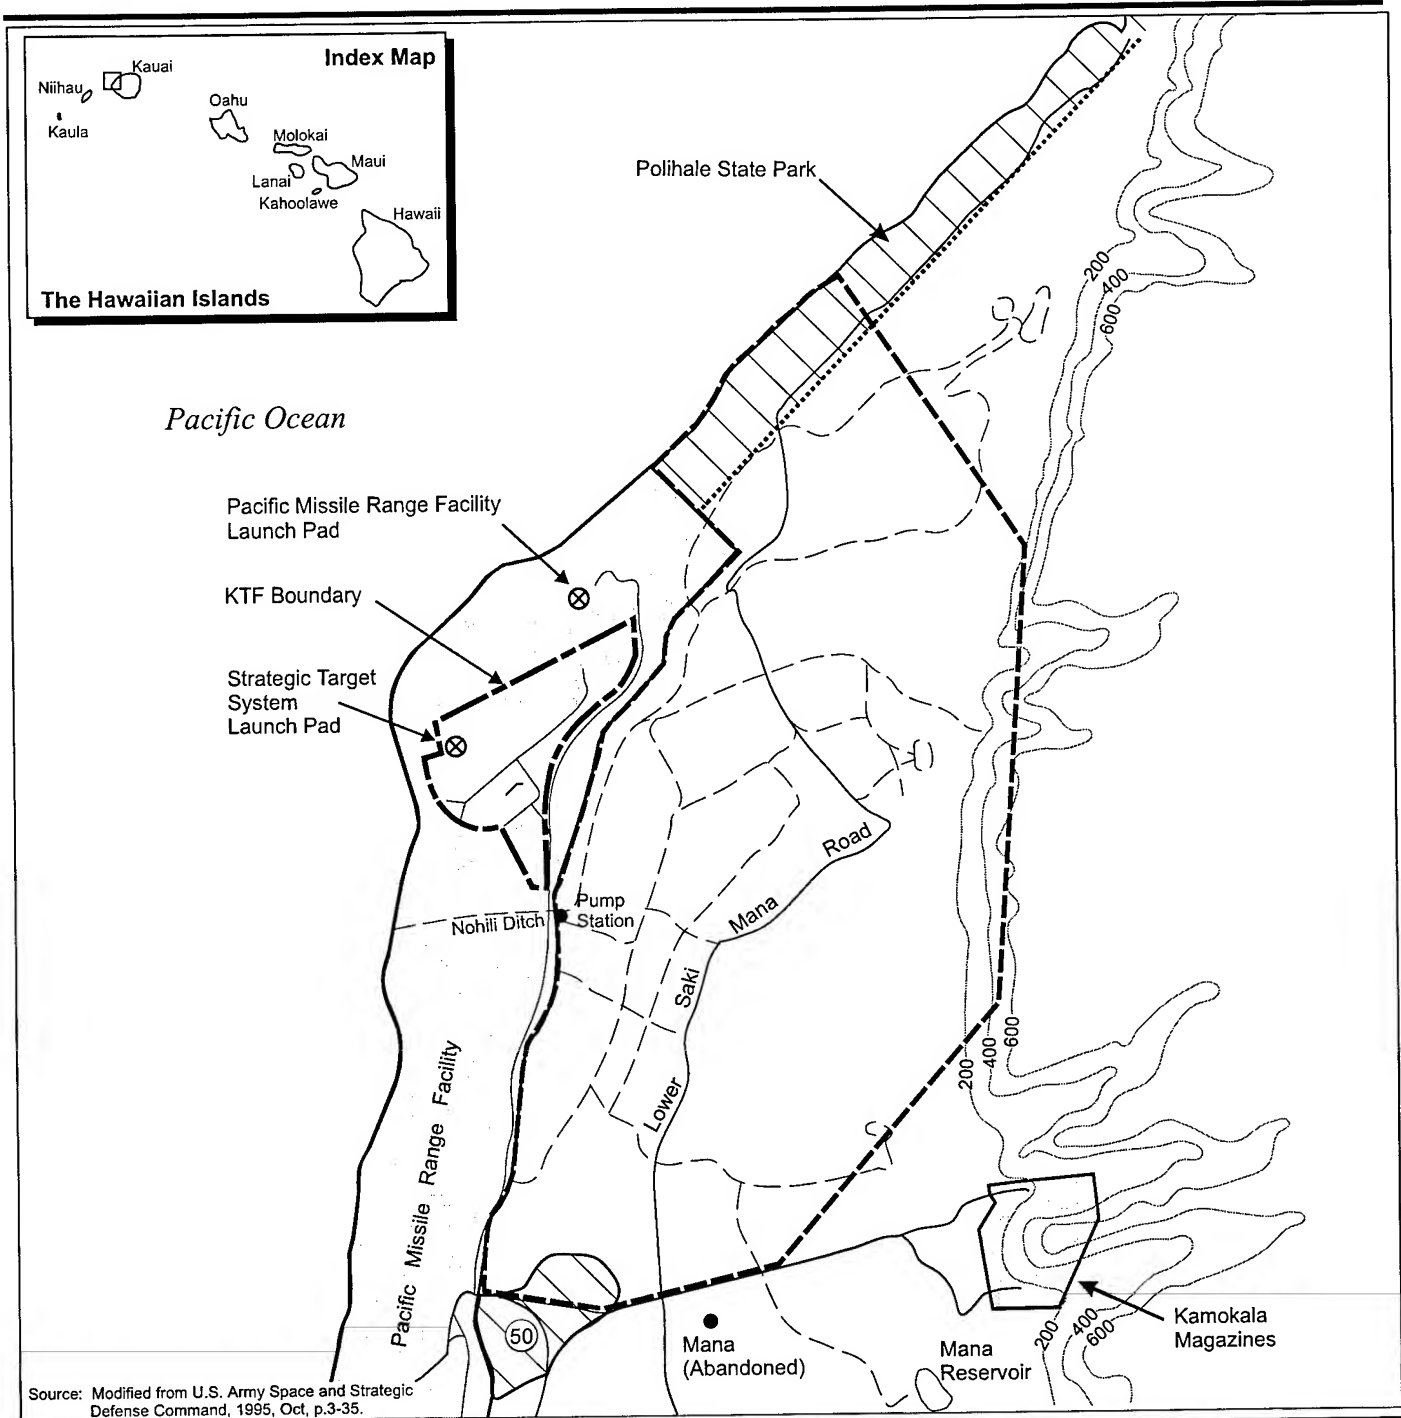 Index Map
Kauai
Niihau
Kaula
Oahu
Molokai
Maui
Lanai
Kahoolawe
Hawaii
The Hawaiian Islands
Polihale State Park
200
400
600
Pacific Ocean
Pacific Missile Range Facility
Launch Pad
KTF Boundary
Strategic Target
System
Launch Pad
Road
Mana
Saki
Lower
Nohili Ditch
Pump
Station
Pacific Missile Range Facility
200
400
600
50
Mana
(Abandoned)
Mana
Reservoir
200
400
600
Kamokala
Magazines
Source: Modified from U.S. Army Space and Strategic
Defense Command, 1995, Oct, p.3-35.